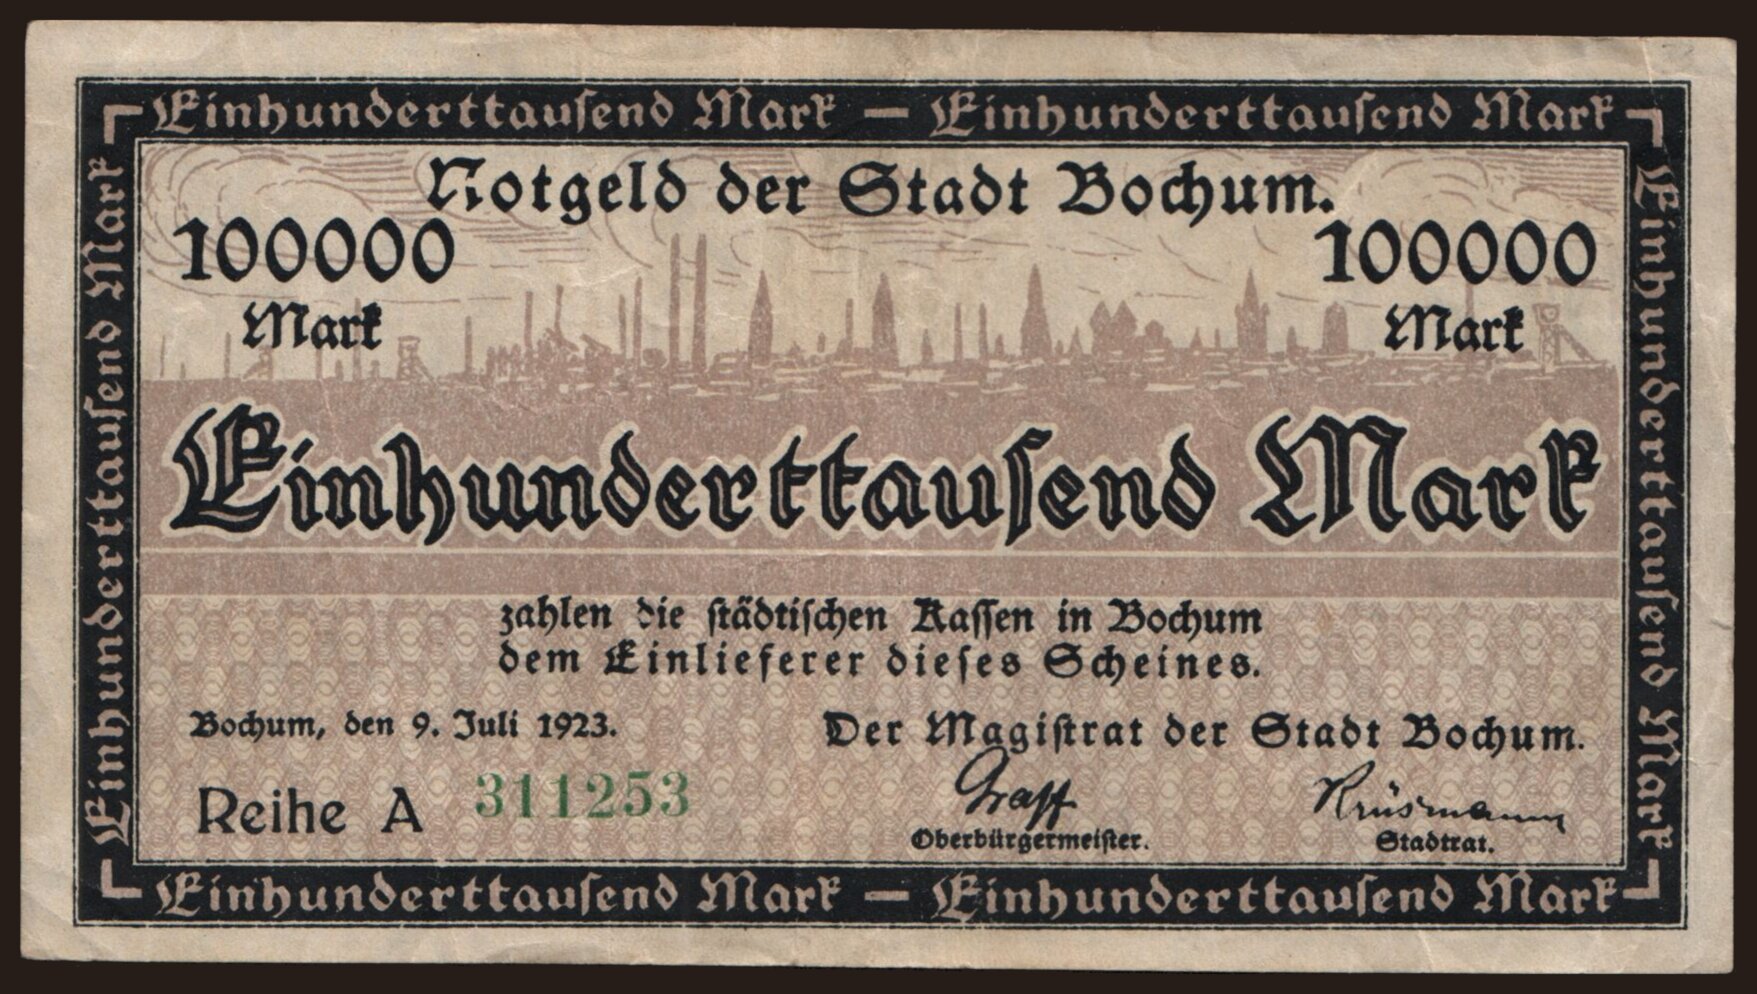 Einhunderttausend Mark — Einhunderttausend Mark
Einhunderttausend Mark
Einhunderttausend Mark
Notgeld der Stadt Bochum.
100000
Mark
100000
Mark
Einhunderttausend Mark
zahlen die städtischen Kassen in Bochum
dem Einlieferer dieses Scheines.
Bochum, den 9. Juli 1923.
Der Magistrat der Stadt Bochum.
Reihe A 311253
Graff
Oberbürgermeister.
Krüsmann
Stadtrat.
Einhunderttausend Mark — Einhunderttausend Mark